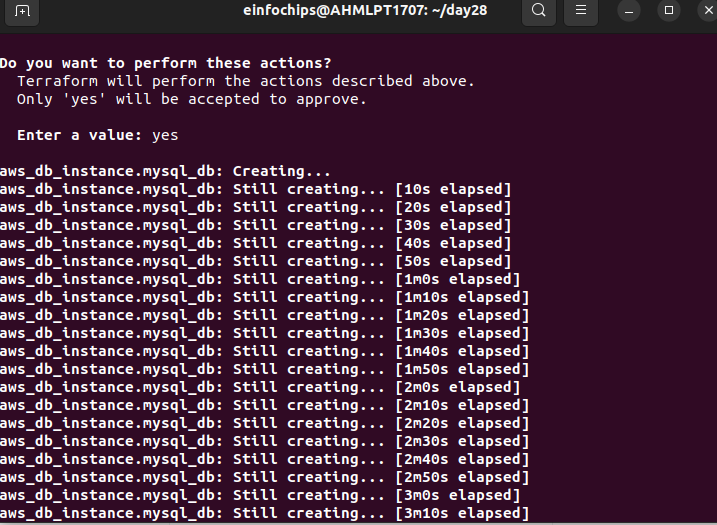 einfochips@AHMLPT1707: ~/day28
Do you want to perform these actions?
Terraform will perform the actions described above.
Only 'yes' will be accepted to approve.
Enter a value: yes
aws_db_instance.mysql_db: Creating...
aws_db_instance.mysql_db: Still creating... [10s elapsed]
aws_db_instance.mysql_db: Still creating... [20s elapsed]
aws_db_instance.mysql_db: Still creating... [30s elapsed]
aws_db_instance.mysql_db: Still creating... [40s elapsed]
aws_db_instance.mysql_db: Still creating... [50s elapsed]
aws_db_instance.mysql_db: Still creating... [1m0s elapsed]
aws_db_instance.mysql_db: Still creating... [1m10s elapsed]
aws_db_instance.mysql_db: Still creating... [1m20s elapsed]
aws_db_instance.mysql_db: Still creating... [1m30s elapsed]
aws_db_instance.mysql_db: Still creating... [1m40s elapsed]
aws_db_instance.mysql_db: Still creating... [1m50s elapsed]
aws_db_instance.mysql_db: Still creating... [2m0s elapsed]
aws_db_instance.mysql_db: Still creating... [2m10s elapsed]
aws_db_instance.mysql_db: Still creating... [2m20s elapsed]
aws_db_instance.mysql_db: Still creating... [2m30s elapsed]
aws_db_instance.mysql_db: Still creating... [2m40s elapsed]
aws_db_instance.mysql_db: Still creating... [2m50s elapsed]
aws_db_instance.mysql_db: Still creating... [3m0s elapsed]
aws_db_instance.mysql_db: Still creating... [3m10s elapsed]